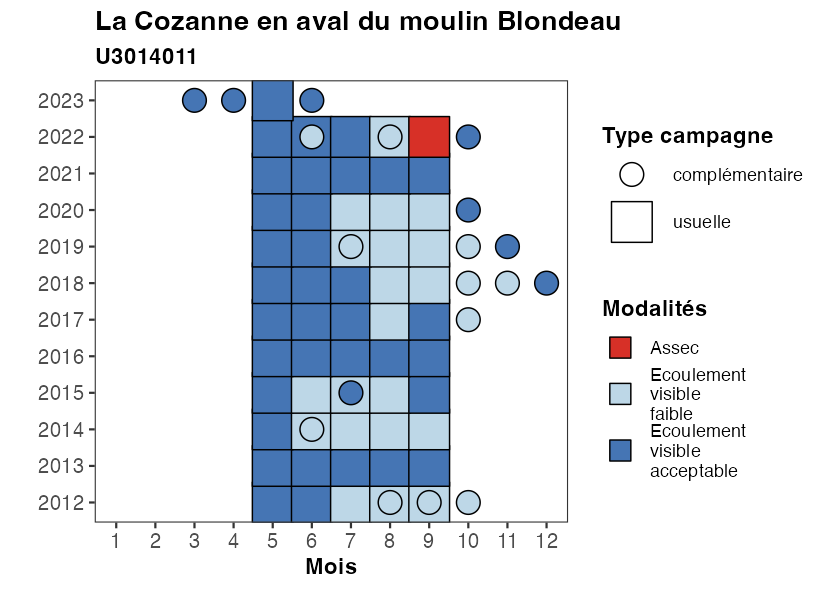 La Cozanne en aval du moulin Blondeau
U3014011
2023
2022
2021
2020
2019
2018
2017
2016
2015
2014
2013
2012
1 2 3 4 5 6 7 8 9 10 11 12
Mois
Type campagne
complémentaire
usuelle
Modalités
Assec
Ecoulement
visible
faible
Ecoulement
visible
acceptable